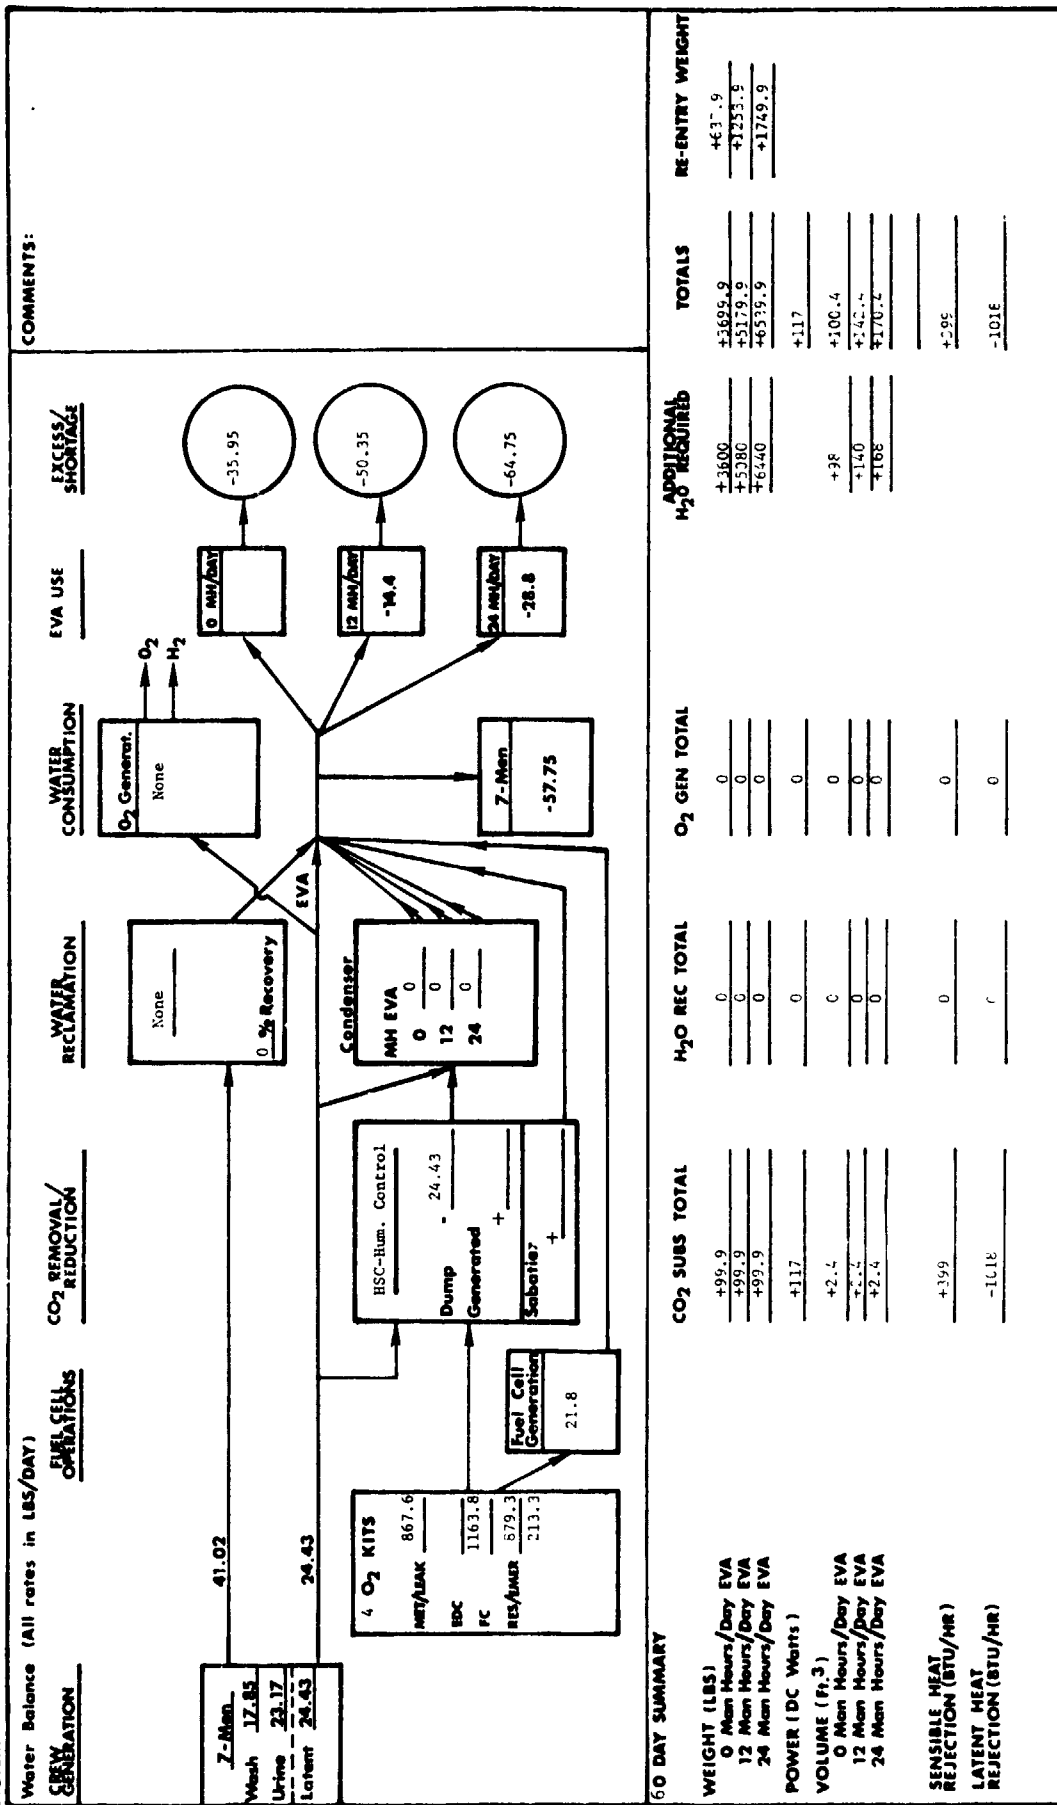 Water Balance (All rates in LBS/DAY)
CREW GENERATION
FUEL CELL OPERATIONS
CO2 REMOVAL/ REDUCTION
WATER RECLAMATION
WATER CONSUMPTION
EVA USE
EXCESS/ SHORTAGE
COMMENTS:
7-Men
Wash 17.85
Urine 23.17
Latent 24.43
41.02
24.43
4 O2 KITS
MET/LEAK 867.6
EDC
FC 1163.8
RES/EMER 679.3
213.3
Fuel Cell Generation
21.8
HSC-Hum. Control
Dump - 24.43
Generated +
Sabatier +
None
0 % Recovery
EVA
Condenser
MH EVA
0 0
12 0
24 0
O2 Generat.
None
O2
H2
7-Men
-57.75
0 MH/DAY
12 MH/DAY
-14.4
24 MH/DAY
-28.8
-35.95
-50.35
-64.75
60 DAY SUMMARY
CO2 SUBS TOTAL H2O REC TOTAL O2 GEN TOTAL ADDITIONAL H2O REQUIRED TOTALS RE-ENTRY WEIGHT
WEIGHT (LBS)
0 Man Hours/Day EVA +99.9 0 0 +3600 +3699.9
12 Man Hours/Day EVA +99.9 0 0 +5080 +5179.9 +1253.9
24 Man Hours/Day EVA +99.9 0 0 +6440 +6539.9 +1749.9
POWER (DC Watts) +117 0 0 +117
VOLUME (Ft.3)
0 Man Hours/Day EVA +2.4 0 0 +98 +100.4
12 Man Hours/Day EVA +2.4 0 0 +140 +142.4
24 Man Hours/Day EVA +2.4 0 0 +168 +170.4
SENSIBLE HEAT REJECTION (BTU/HR) +399 0 0 +399
LATENT HEAT REJECTION (BTU/HR) -1018 0 -1018